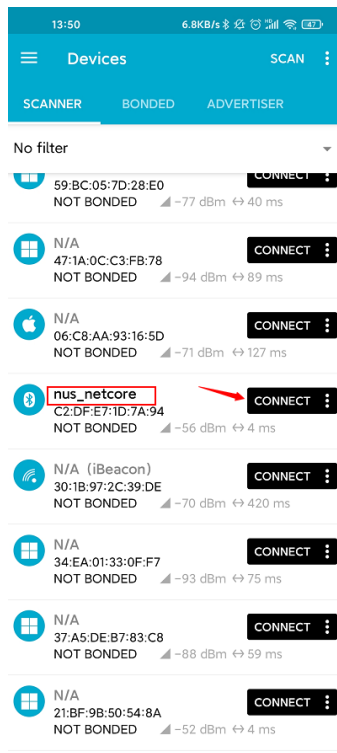 13:50
6.8KB/s
47
Devices
SCAN
SCANNER
BONDED
ADVERTISER
No filter
59:BC:05:7D:28:E0
CONNECT
NOT BONDED
-77 dBm
40 ms
N/A
47:1A:0C:C3:FB:78
CONNECT
NOT BONDED
-94 dBm
89 ms
N/A
06:C8:AA:93:16:5D
CONNECT
NOT BONDED
-71 dBm
127 ms
nus_netcore
C2:DF:E7:1D:7A:94
CONNECT
NOT BONDED
-56 dBm
4 ms
N/A (iBeacon)
30:1B:97:2C:39:DE
CONNECT
NOT BONDED
-70 dBm
420 ms
N/A
34:EA:01:33:0F:F7
CONNECT
NOT BONDED
-93 dBm
75 ms
N/A
37:A5:DE:B7:83:C8
CONNECT
NOT BONDED
-88 dBm
59 ms
N/A
21:BF:9B:50:54:8A
CONNECT
NOT BONDED
-52 dBm
4 ms